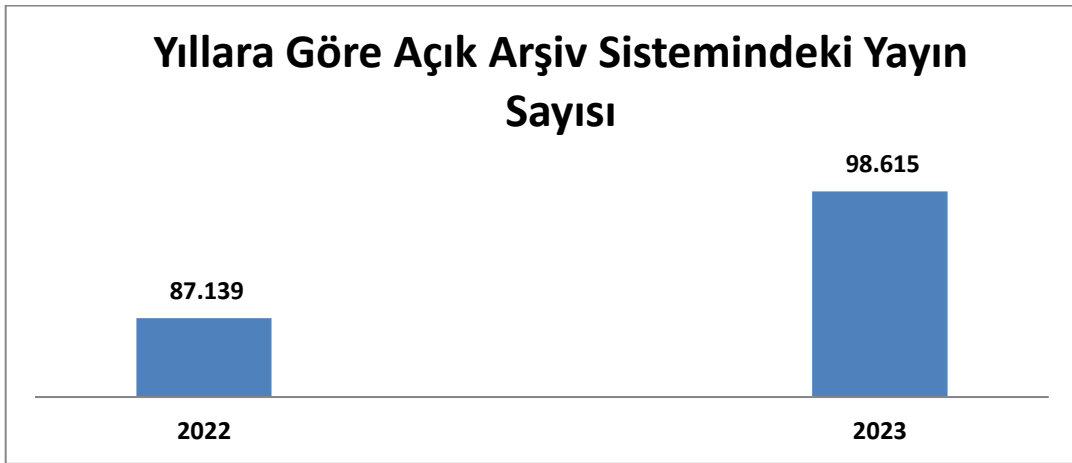 Yıllara Göre Açık Arşiv Sistemindeki Yayın
Sayısı
98.615
87.139
2022
2023